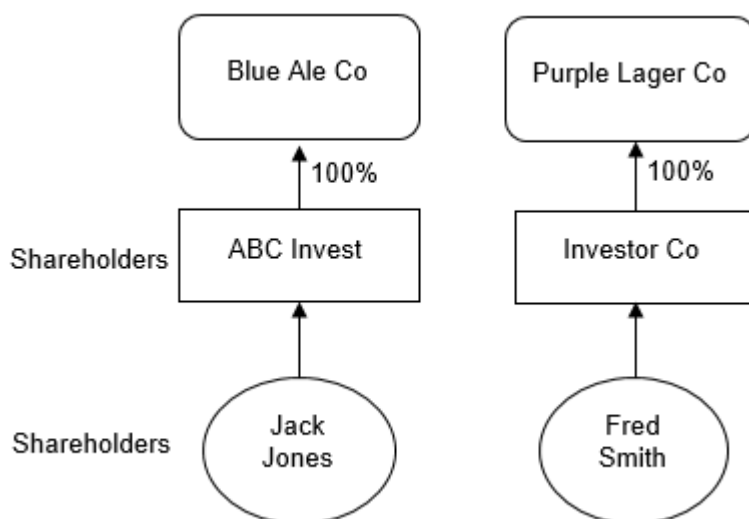 Blue Ale Co
Purple Lager Co
100%
100%
Shareholders
ABC Invest
Investor Co
Shareholders
Jack
Jones
Fred
Smith